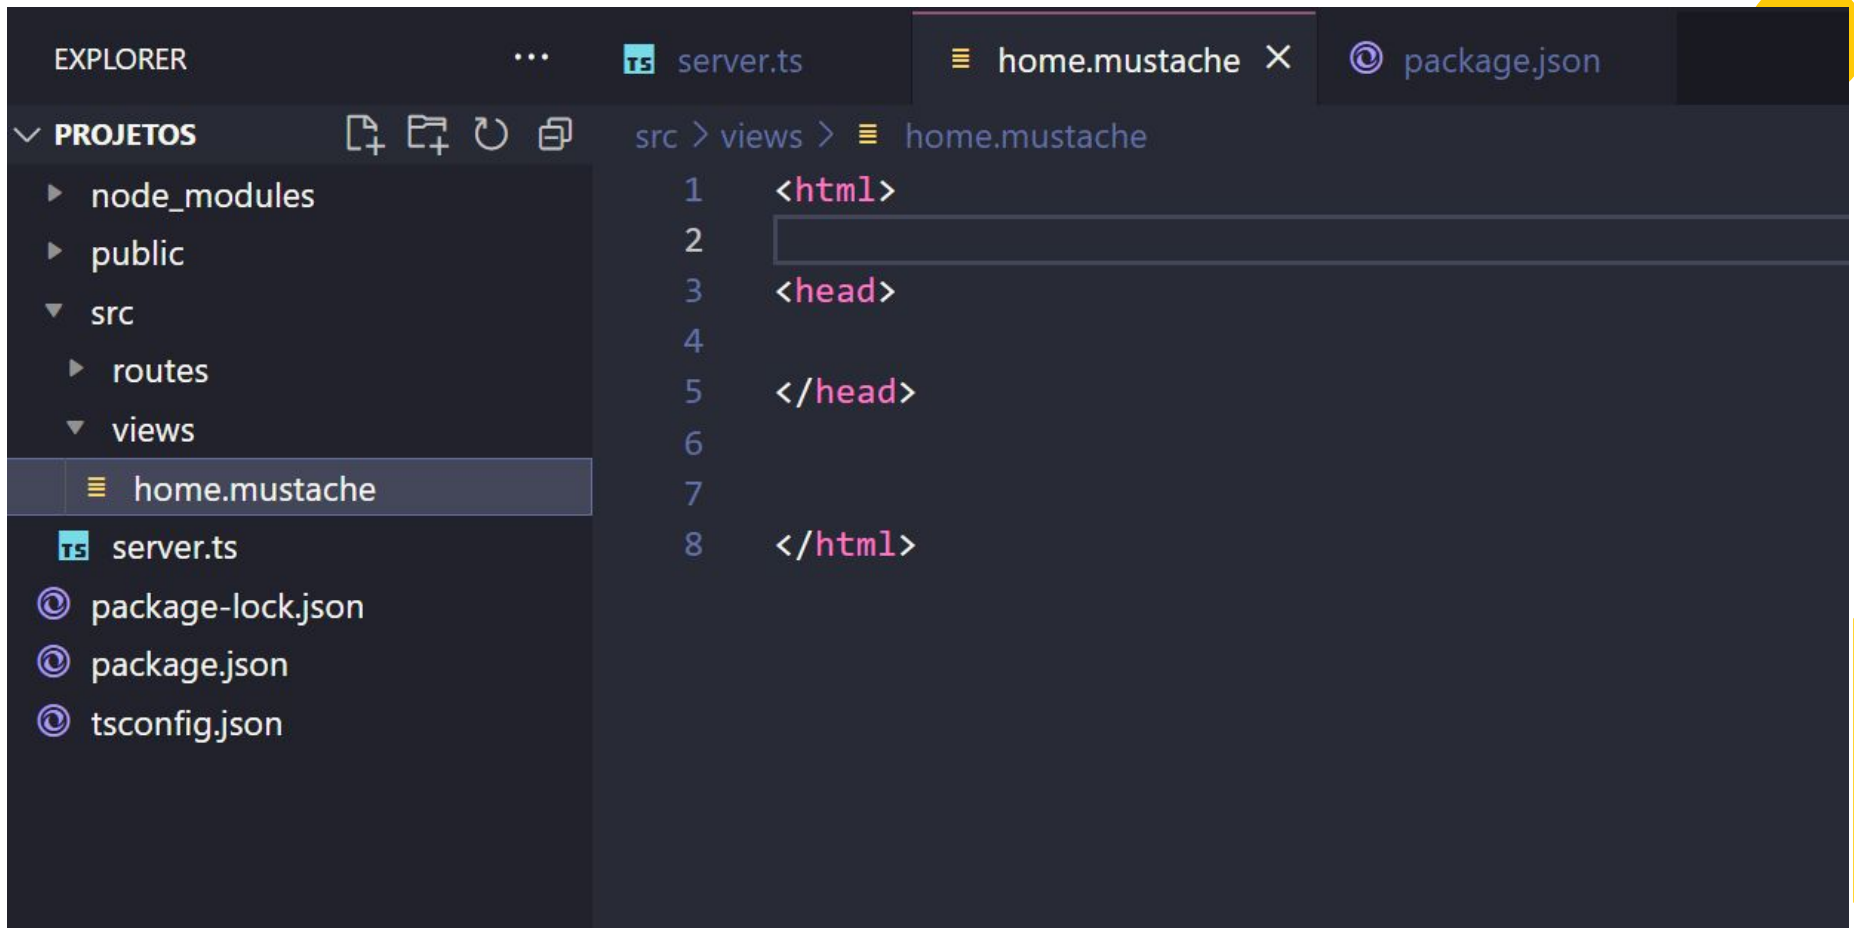 EXPLORER
PROJETOS
node_modules
public
src
routes
views
home.mustache
TS server.ts
package-lock.json
package.json
tsconfig.json
TS server.ts
home.mustache
package.json
src > views > home.mustache
1 <html>
2
3 <head>
4
5 </head>
6
7
8 </html>